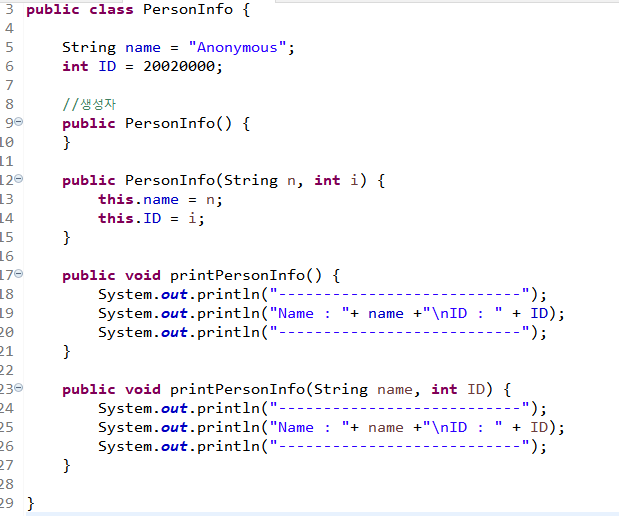 3 public class PersonInfo {
4
5 String name = "Anonymous";
6 int ID = 20020000;
7
8 //생성자
9 public PersonInfo() {
10 }
11
12 public PersonInfo(String n, int i) {
13 this.name = n;
14 this.ID = i;
15 }
16
17 public void printPersonInfo() {
18 System.out.println("---------------------------");
19 System.out.println("Name : "+ name +"\nID : " + ID);
20 System.out.println("---------------------------");
21 }
22
23 public void printPersonInfo(String name, int ID) {
24 System.out.println("---------------------------");
25 System.out.println("Name : "+ name +"\nID : " + ID);
26 System.out.println("---------------------------");
27 }
28
29 }